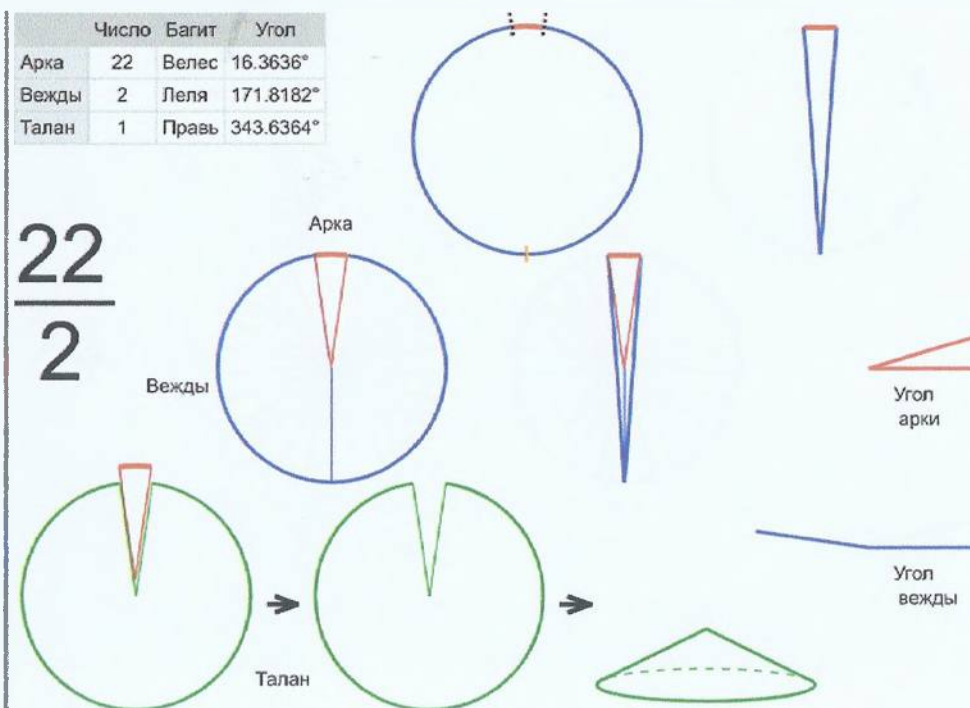 Число Багит Угол
Арка 22 Велес 16.3636°
Вежды 2 Леля 171.8182°
Талан 1 Правь 343.6364°
22
2
Арка
Вежды
Угол
арки
Угол
вежды
Талан